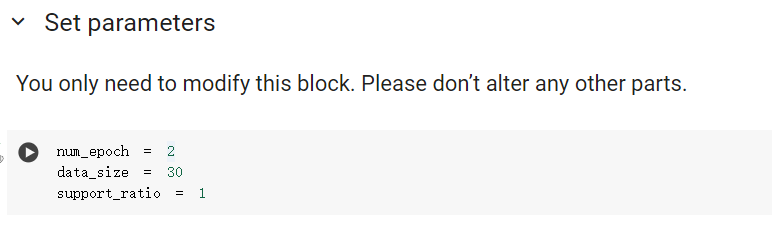 Set parameters
You only need to modify this block. Please don’t alter any other parts.
num_epoch = 2
data_size = 30
support_ratio = 1